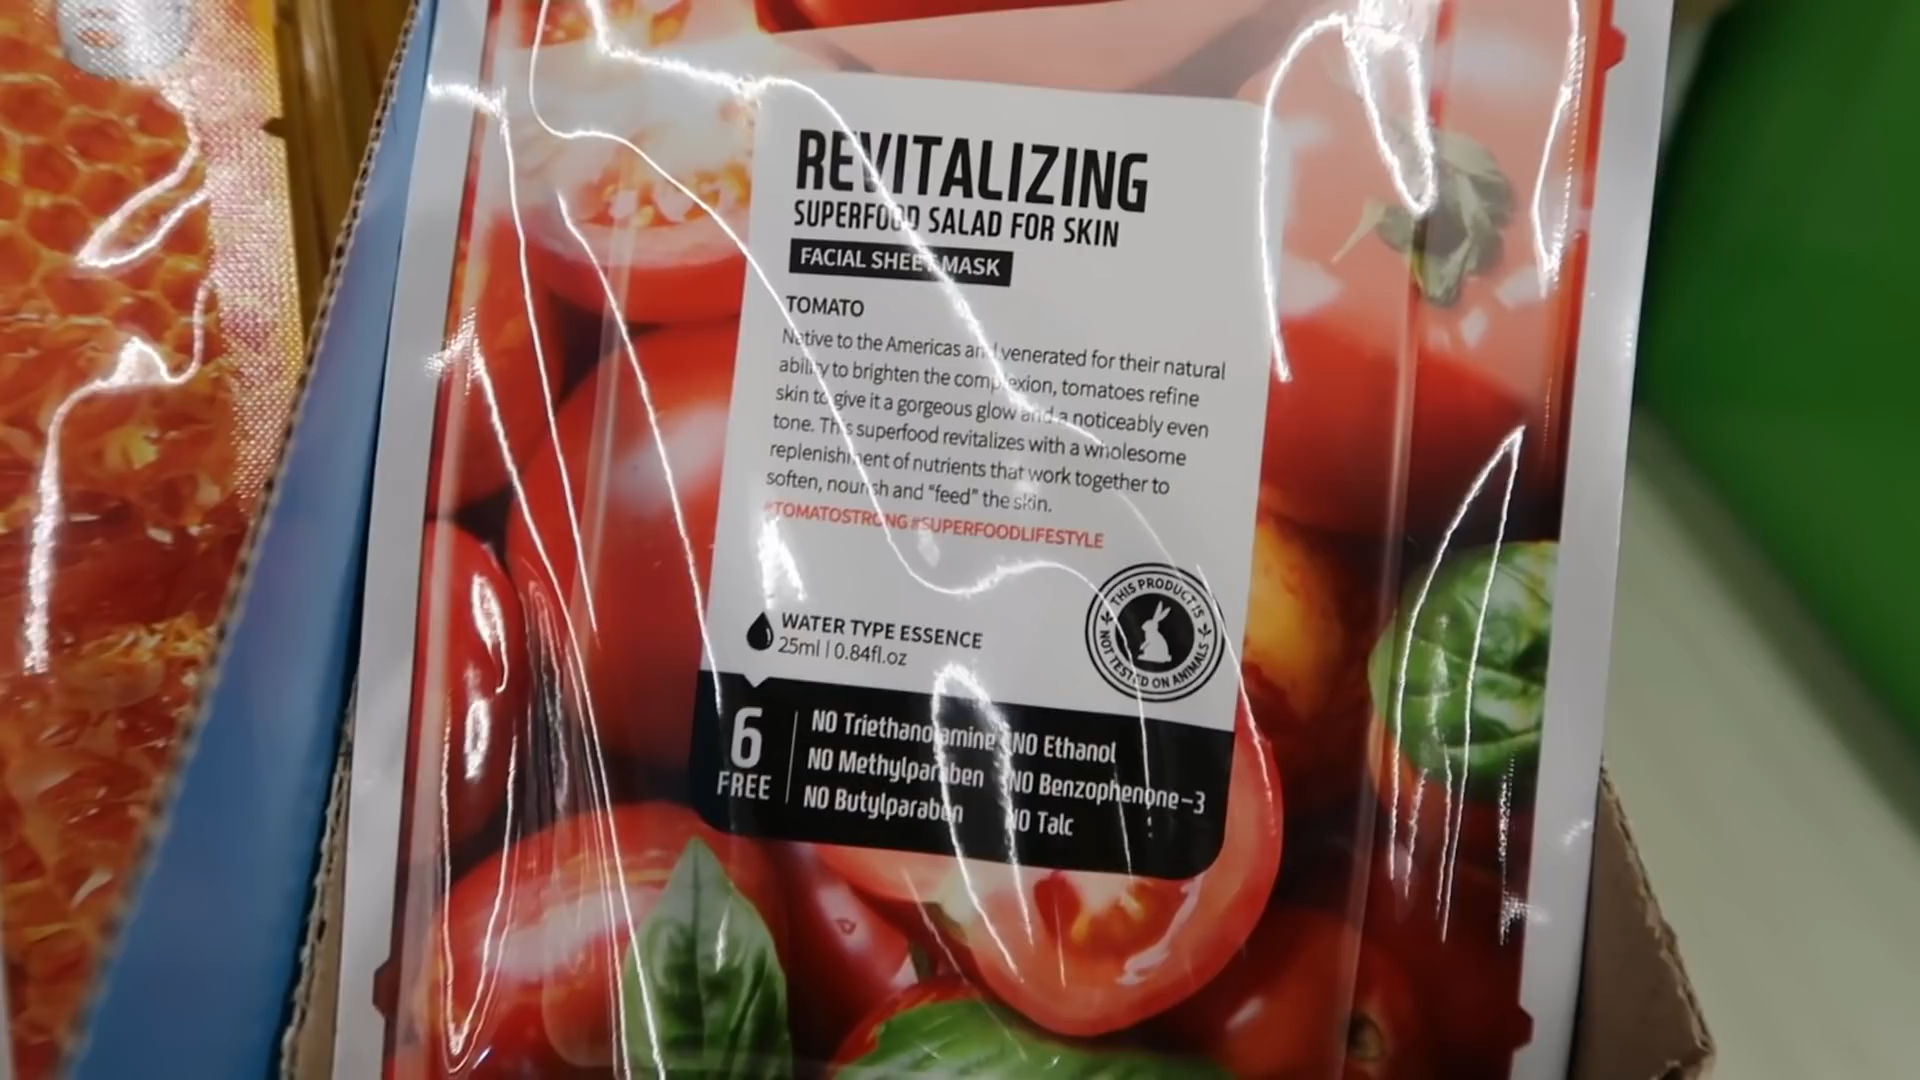 REVITALIZING
SUPERFOOD SALAD FOR SKIN
FACIAL SHEET MASK
TOMATO
Native to the Americas and venerated for their natural
ability to brighten the complexion, tomatoes refine
skin to give it a gorgeous glow and a noticeably even
tone. This superfood revitalizes with a wholesome
replenishment of nutrients that work together to
soften, nourish and "feed" the skin.
#TOMATOSTRONG #SUPERFOODLIFESTYLE
WATER TYPE ESSENCE
25ml | 0.84fl.oz
THIS PRODUCT IS
NOT TESTED ON ANIMALS
6
FREE
NO Triethanolamine NO Ethanol
NO Methylparaben NO Benzophenone-3
NO Butylparaben NO Talc